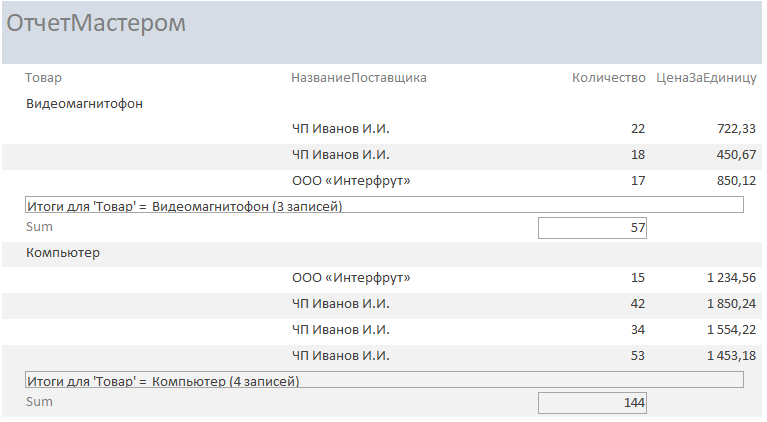 ОтчетМастером
Товар НазваниеПоставщика Количество ЦенаЗаЕдиницу
Видеомагнитофон
ЧП Иванов И.И. 22 722,33
ЧП Иванов И.И. 18 450,67
ООО «Интерфрут» 17 850,12
Итоги для 'Товар' = Видеомагнитофон (3 записей)
Sum 57
Компьютер
ООО «Интерфрут» 15 1 234,56
ЧП Иванов И.И. 42 1 850,24
ЧП Иванов И.И. 34 1 554,22
ЧП Иванов И.И. 53 1 453,18
Итоги для 'Товар' = Компьютер (4 записей)
Sum 144